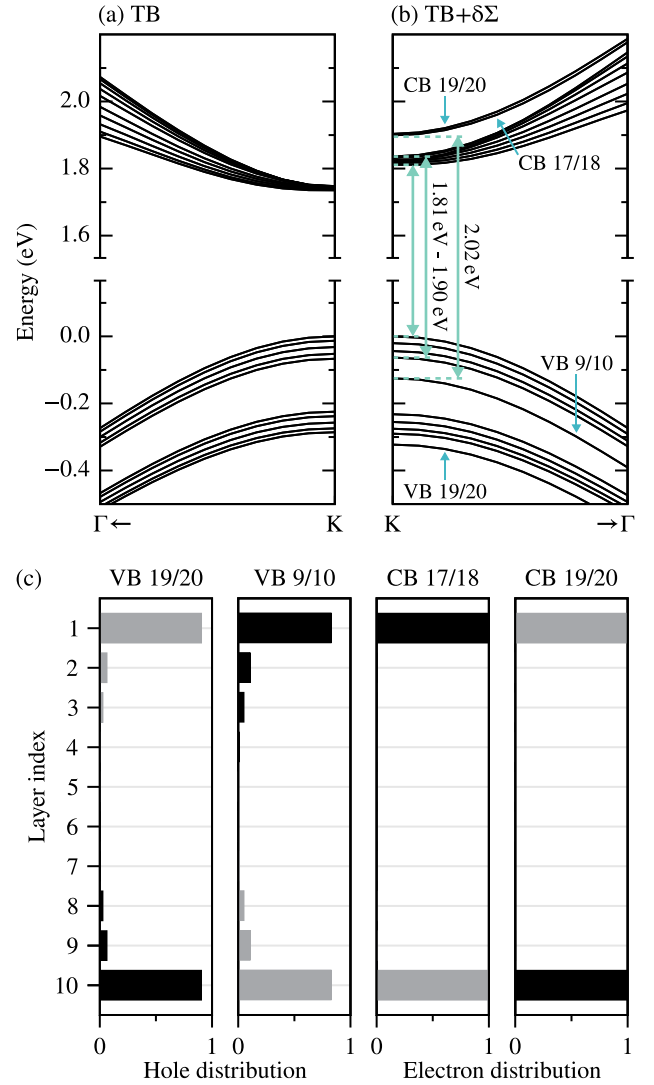 (a) TB
(b) TB+δΣ
Energy (eV)
2.0
1.8
1.6
0.0
−0.2
−0.4
Γ←
K
CB 19/20
CB 17/18
1.81 eV - 1.90 eV
2.02 eV
VB 9/10
VB 19/20
K
→Γ
(c)
VB 19/20
VB 9/10
CB 17/18
CB 19/20
Layer index
1
2
3
4
5
6
7
8
9
10
0
1
0
1
0
1
0
1
Hole distribution
Electron distribution